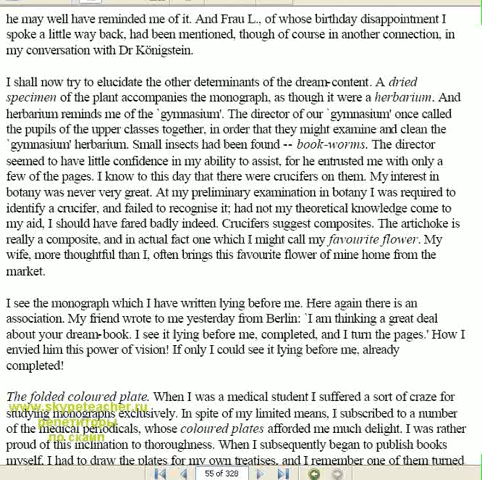 he may well have reminded me of it. And Frau L., of whose birthday disappointment I
spoke a little way back, had been mentioned, though of course in another connection, in
my conversation with Dr Königstein.
I shall now try to elucidate the other determinants of the dream-content. A dried
specimen of the plant accompanies the monograph, as though it were a herbarium. And
herbarium reminds me of the `gymnasium'. The director of our `gymnasium' once called
the pupils of the upper classes together, in order that they might examine and clean the
`gymnasium' herbarium. Small insects had been found -- book-worms. The director
seemed to have little confidence in my ability to assist, for he entrusted me with only a
few of the pages. I know to this day that there were crucifers on them. My interest in
botany was never very great. At my preliminary examination in botany I was required to
identify a crucifer, and failed to recognise it; had not my theoretical knowledge come to
my aid, I should have fared badly indeed. Crucifers suggest composites. The artichoke is
really a composite, and in actual fact one which I might call my favourite flower. My
wife, more thoughtful than I, often brings this favourite flower of mine home from the
market.
I see the monograph which I have written lying before me. Here again there is an
association. My friend wrote to me yesterday from Berlin: `I am thinking a great deal
about your dream-book. I see it lying before me, completed, and I turn the pages.' How I
envied him this power of vision! If only I could see it lying before me, already
completed!
The folded coloured plate. When I was a medical student I suffered a sort of craze for
www.skypeteacher.ru
studying monographs exclusively. In spite of my limited means, I subscribed to a number
репетиторы
of the medical periodicals, whose coloured plates afforded me much delight. I was rather
по скайп
proud of this inclination to thoroughness. When I subsequently began to publish books
myself, I had to draw the plates for my own treatises, and I remember one of them turned
55 of 328